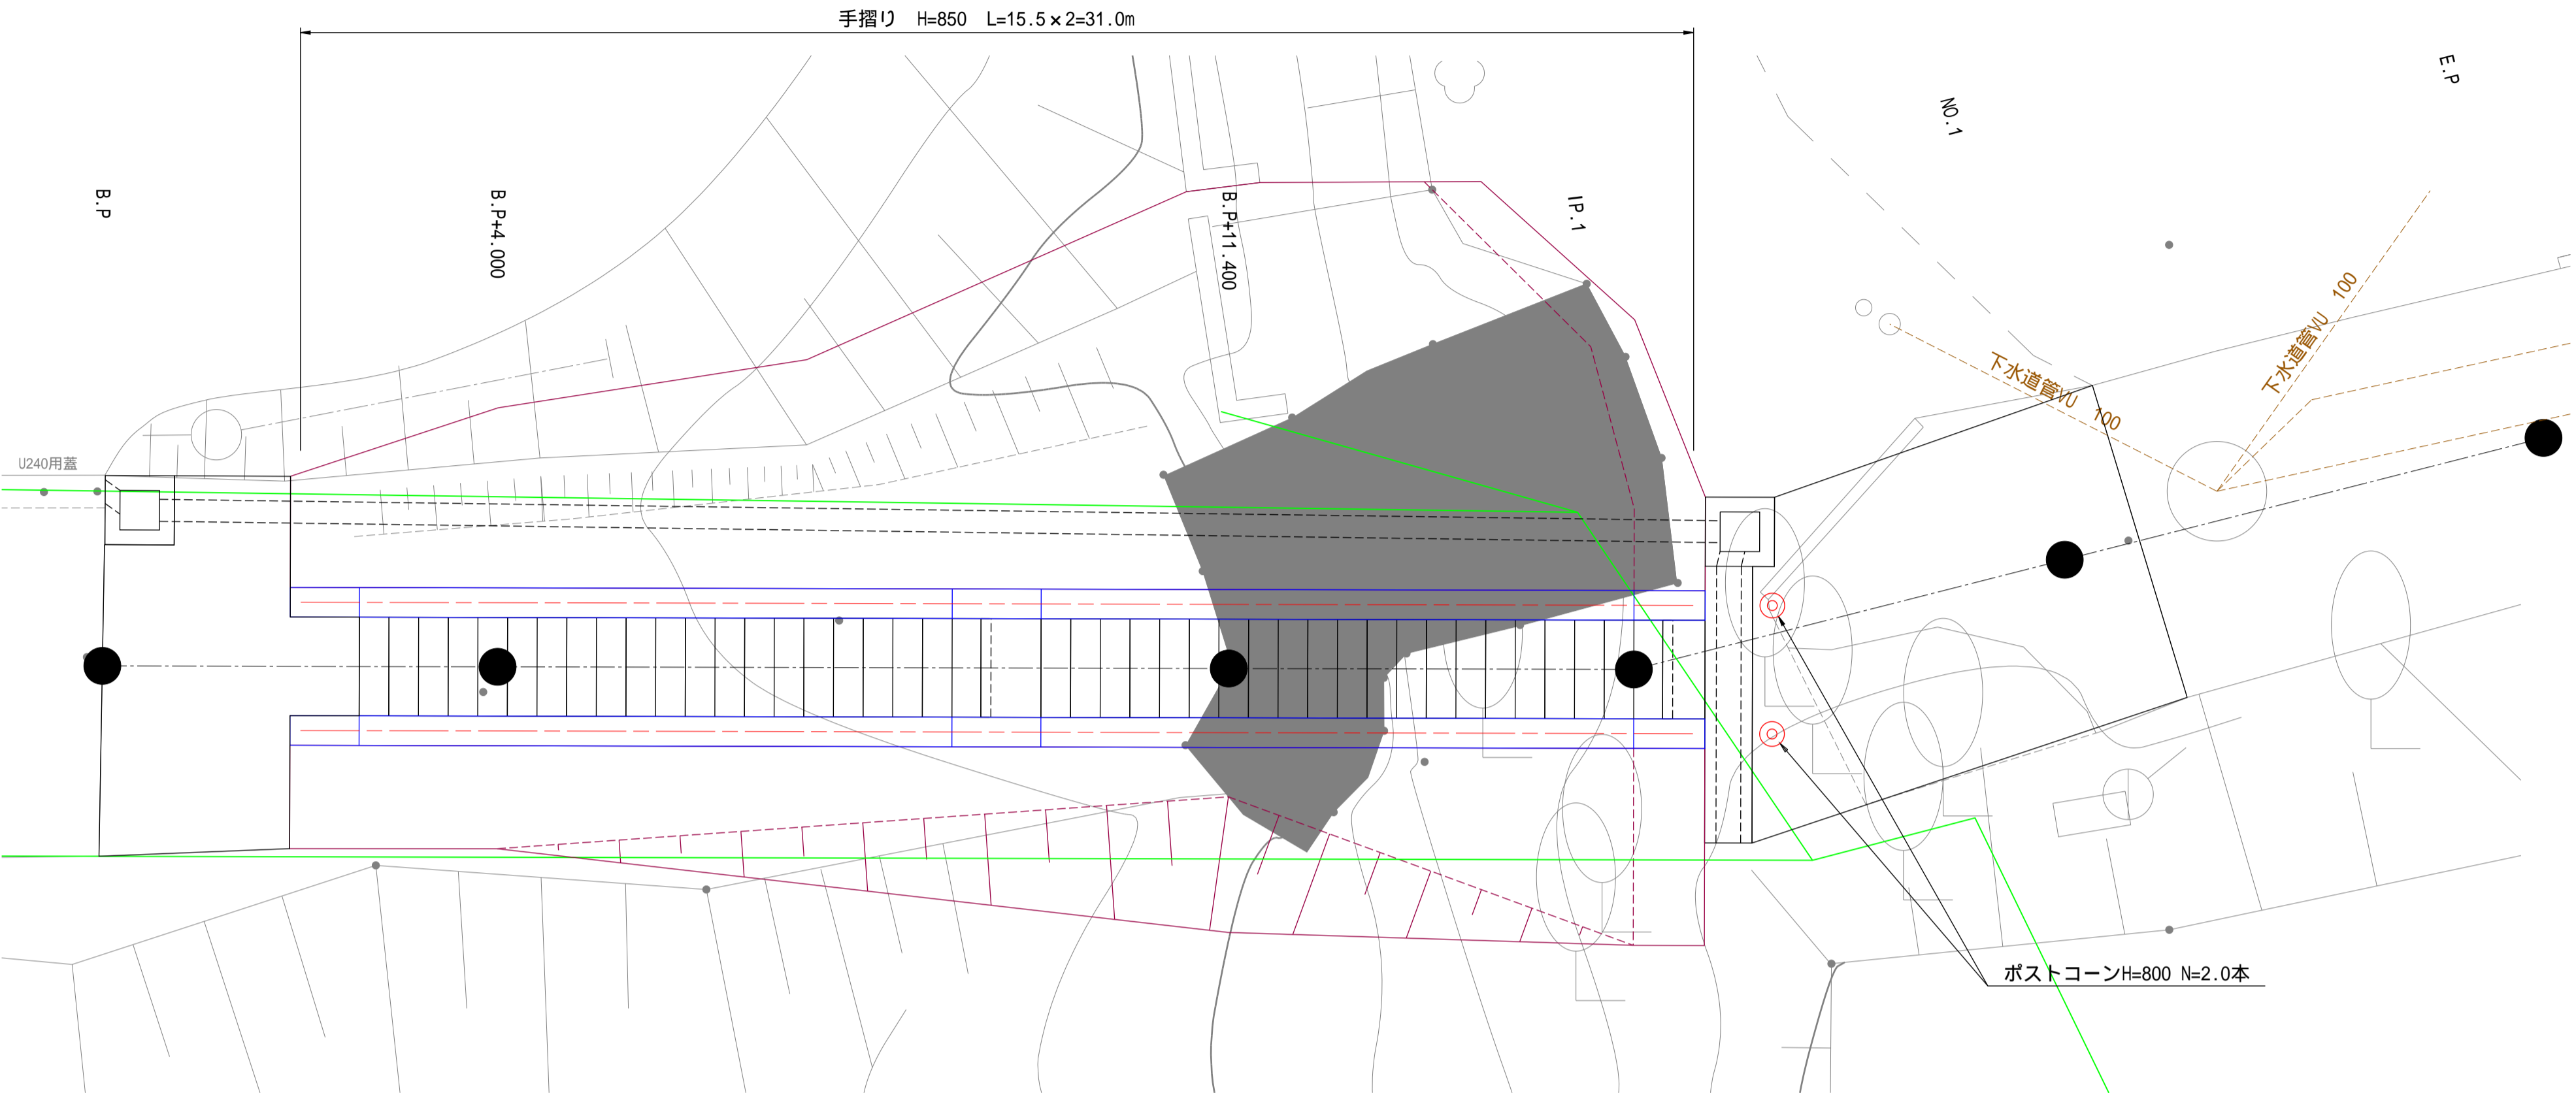 手摺り H=850 L=15.5×2=31.0m
E.P
NO.1
B.P
B.P+4.000
B.P+11.400
IP.1
下水道管VU 100
下水道管VU 100
U240用蓋
ポストコーンH=800 N=2.0本